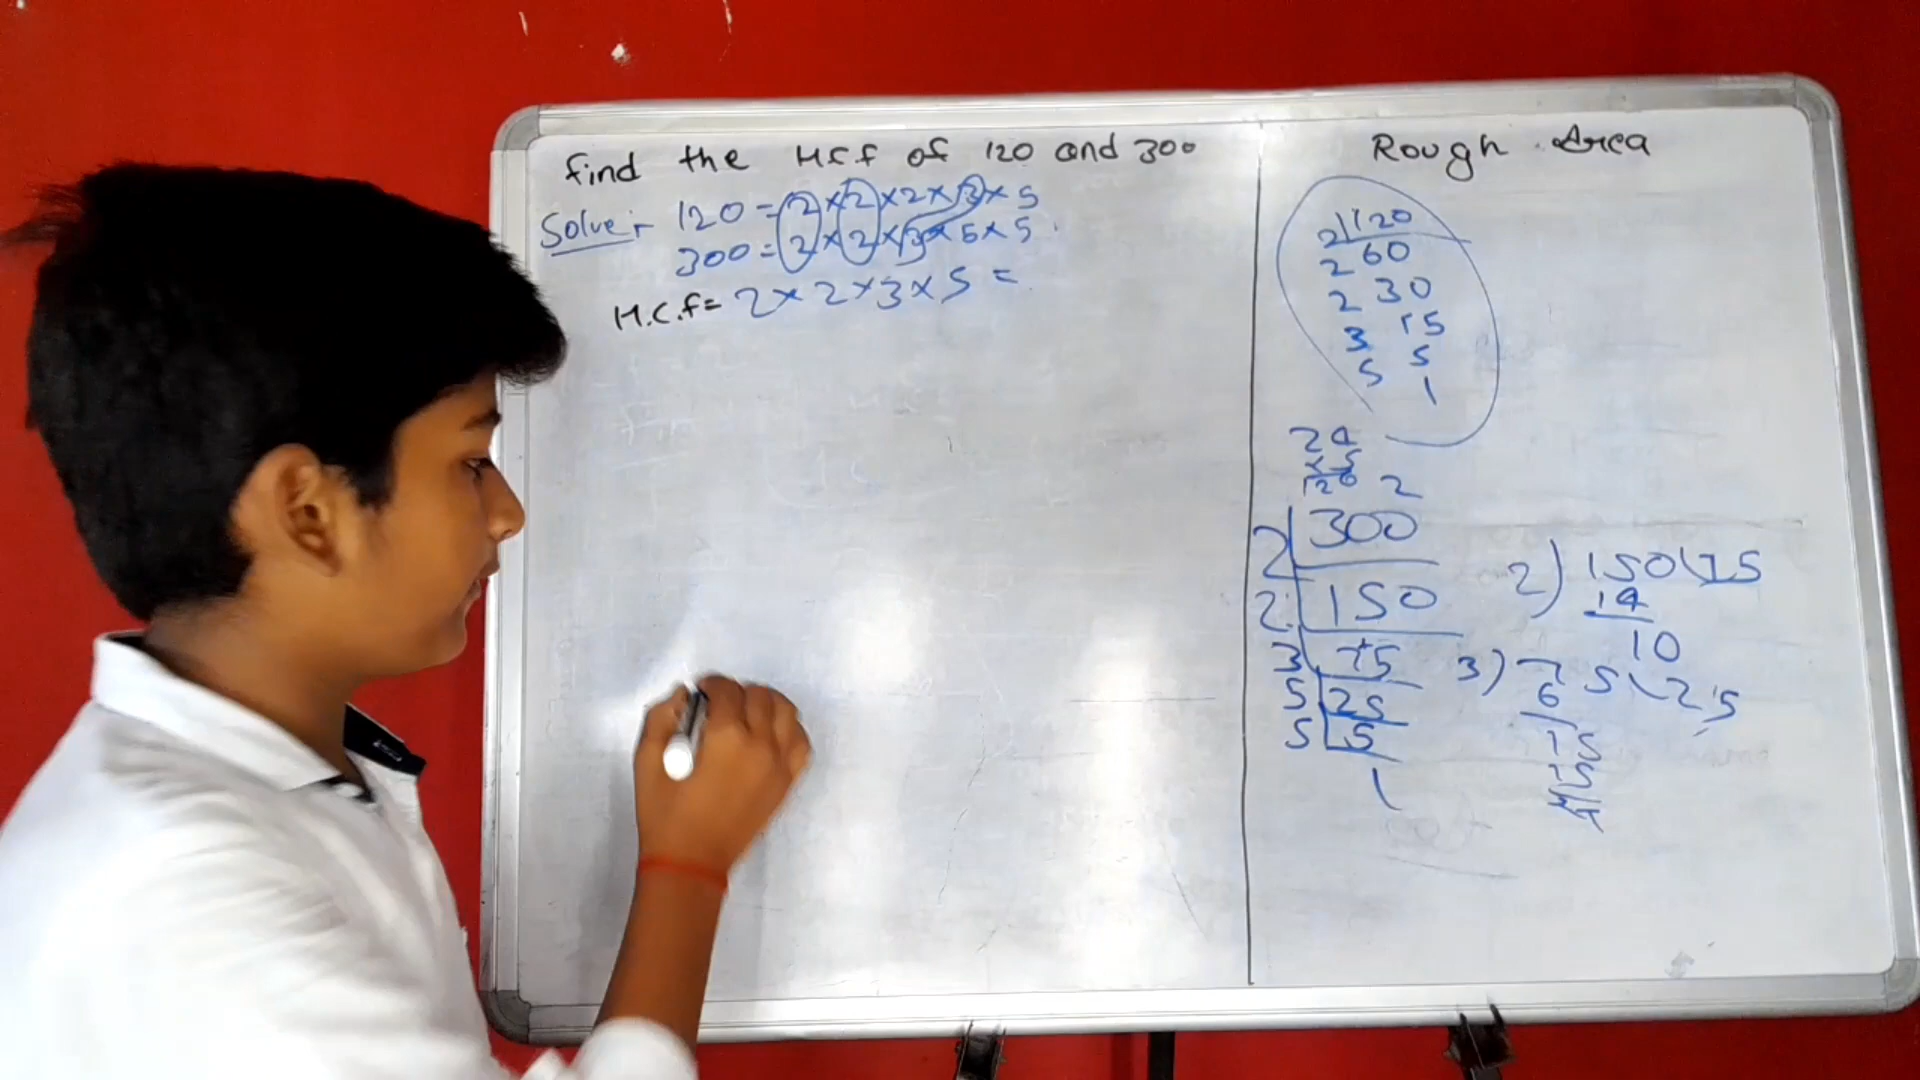 find the H.C.f of 120 and 300
Solve:- 120 = 2×2×2×3×5
300 = 2×2×3×5×5
H.C.f = 2×2×3×5 =
Rough Area
2 120
2 60
2 30
3 15
5 5
1
24
×5
120 2
2 300
2 150
3 75
5 25
5 5
1
2) 150 \ 75
14
10
3) 75 \ 25
6
15
15